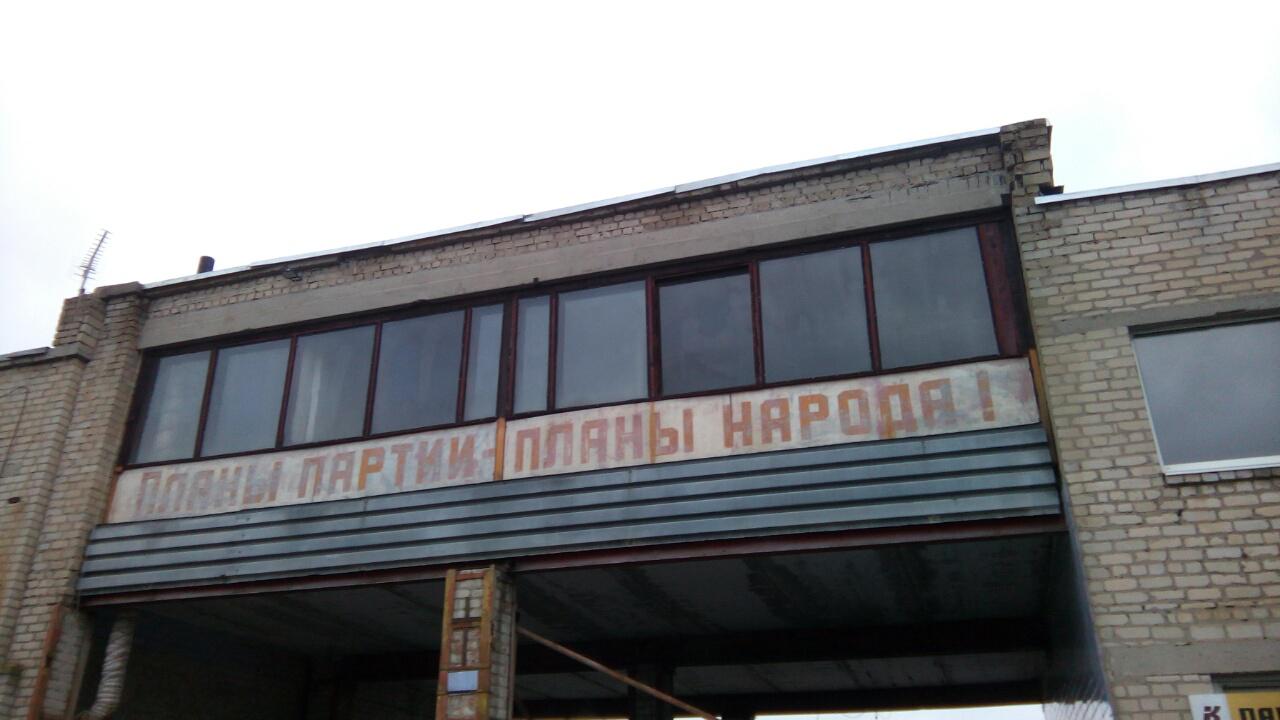 Планы партии - планы народа!
К